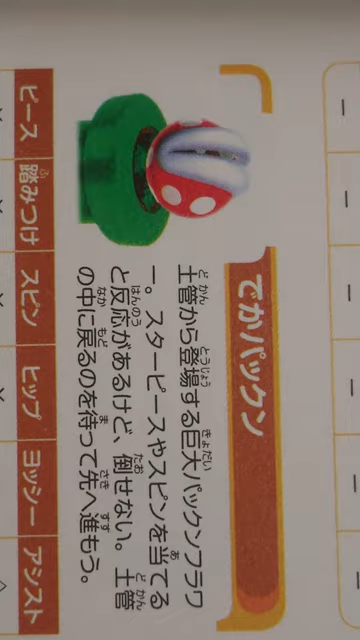 でかパックン
土管から登場する巨大パックンフラワ
ー。スターピースやスピンを当てる
と反応があるけど、倒せない。土管
の中に戻るのを待って先へ進もう。
ピース 踏みつけ スピン ヒップ ヨッシー アシスト